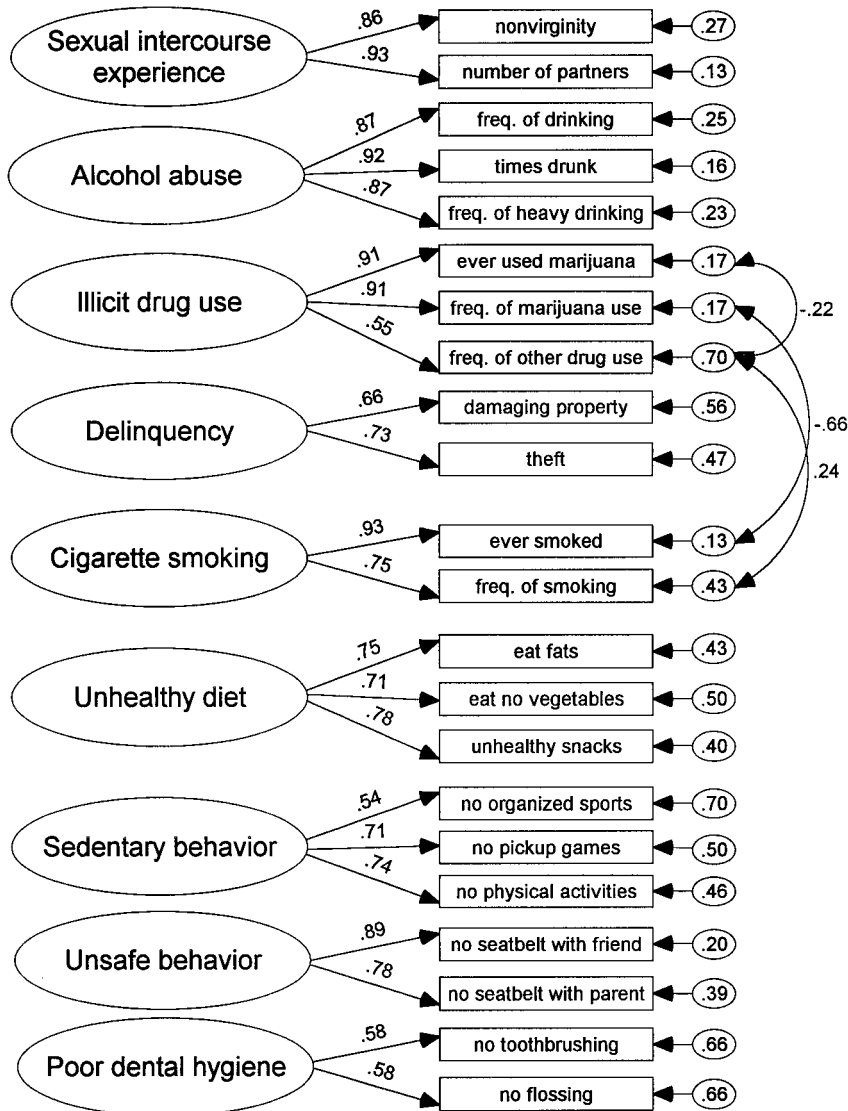 Sexual intercourse
experience
.86
nonvirginity
.27
.93
number of partners
.13
Alcohol abuse
.87
freq. of drinking
.25
.92
times drunk
.16
.87
freq. of heavy drinking
.23
Illicit drug use
.91
ever used marijuana
.17
.91
freq. of marijuana use
.17
.55
freq. of other drug use
.70
-.22
-.66
.24
Delinquency
.66
damaging property
.56
.73
theft
.47
Cigarette smoking
.93
ever smoked
.13
.75
freq. of smoking
.43
Unhealthy diet
.75
eat fats
.43
.71
eat no vegetables
.50
.78
unhealthy snacks
.40
Sedentary behavior
.54
no organized sports
.70
.71
no pickup games
.50
.74
no physical activities
.46
Unsafe behavior
.89
no seatbelt with friend
.20
.78
no seatbelt with parent
.39
Poor dental hygiene
.58
no toothbrushing
.66
.58
no flossing
.66